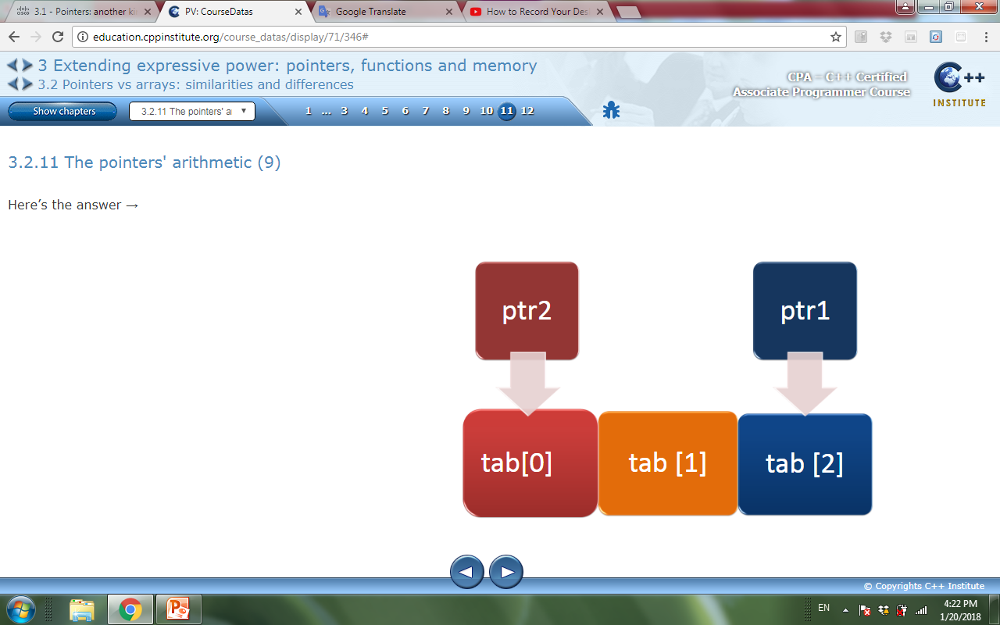 3.1 - Pointers: another ki
PV: CourseDatas
Google Translate
How to Record Your Des
education.cppinstitute.org/course_datas/display/71/346#
3 Extending expressive power: pointers, functions and memory
3.2 Pointers vs arrays: similarities and differences
CPA – C++ Certified
Associate Programmer Course
++
INSTITUTE
Show chapters
3.2.11 The pointers' a
1 ... 3 4 5 6 7 8 9 10 11 12
3.2.11 The pointers' arithmetic (9)
Here’s the answer →
ptr2
ptr1
tab[0]
tab [1]
tab [2]
© Copyrights C++ Institute
EN
4:22 PM
1/20/2018